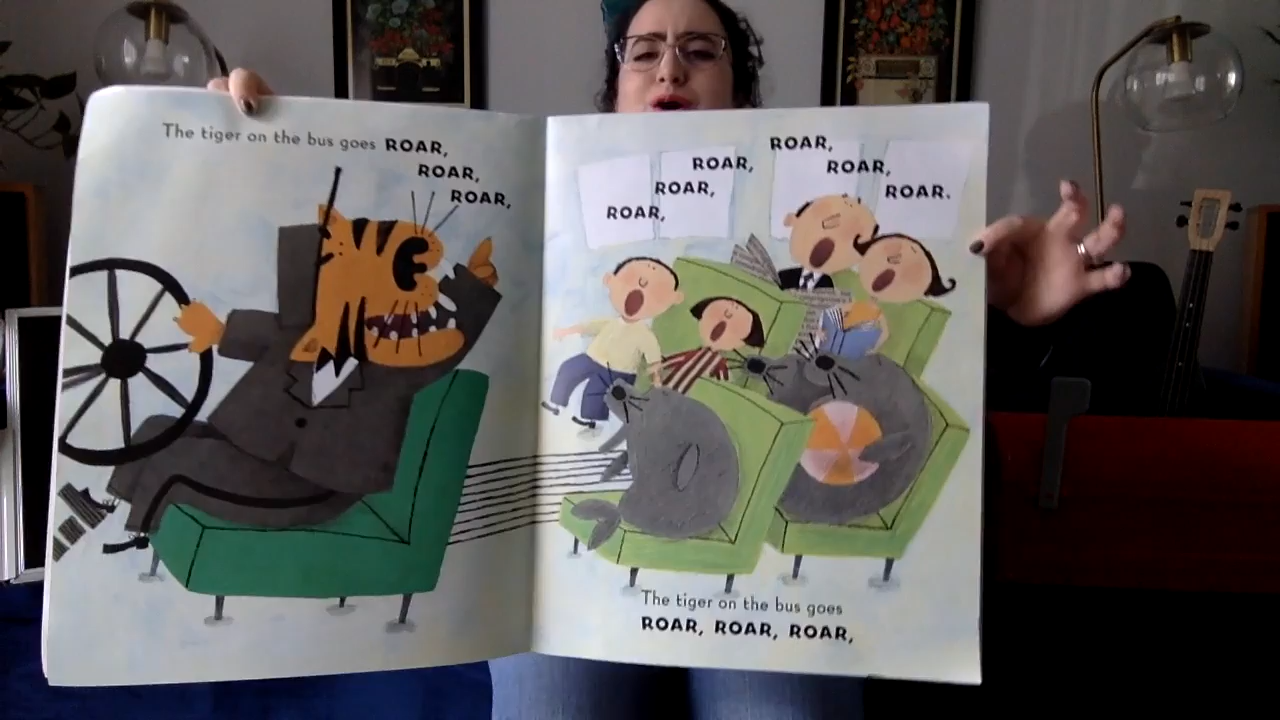 The tiger on the bus goes ROAR,
ROAR,
ROAR,
ROAR,
ROAR,
ROAR,
ROAR,
ROAR,
ROAR.
The tiger on the bus goes
ROAR, ROAR, ROAR,